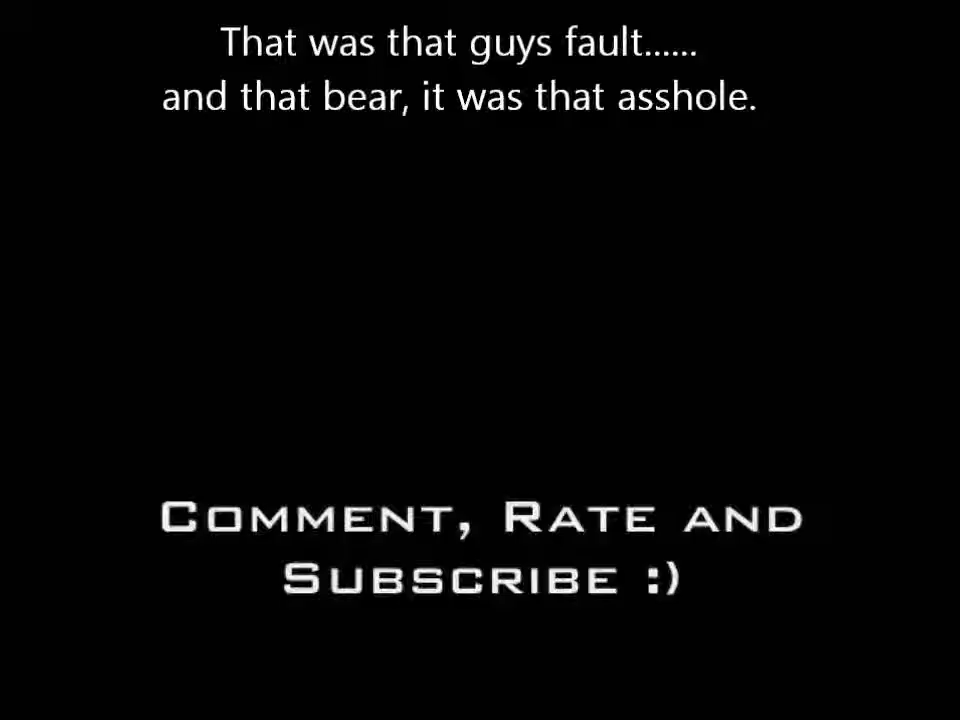 That was that guys fault......
and that bear, it was that asshole.
Comment, Rate and
Subscribe :)